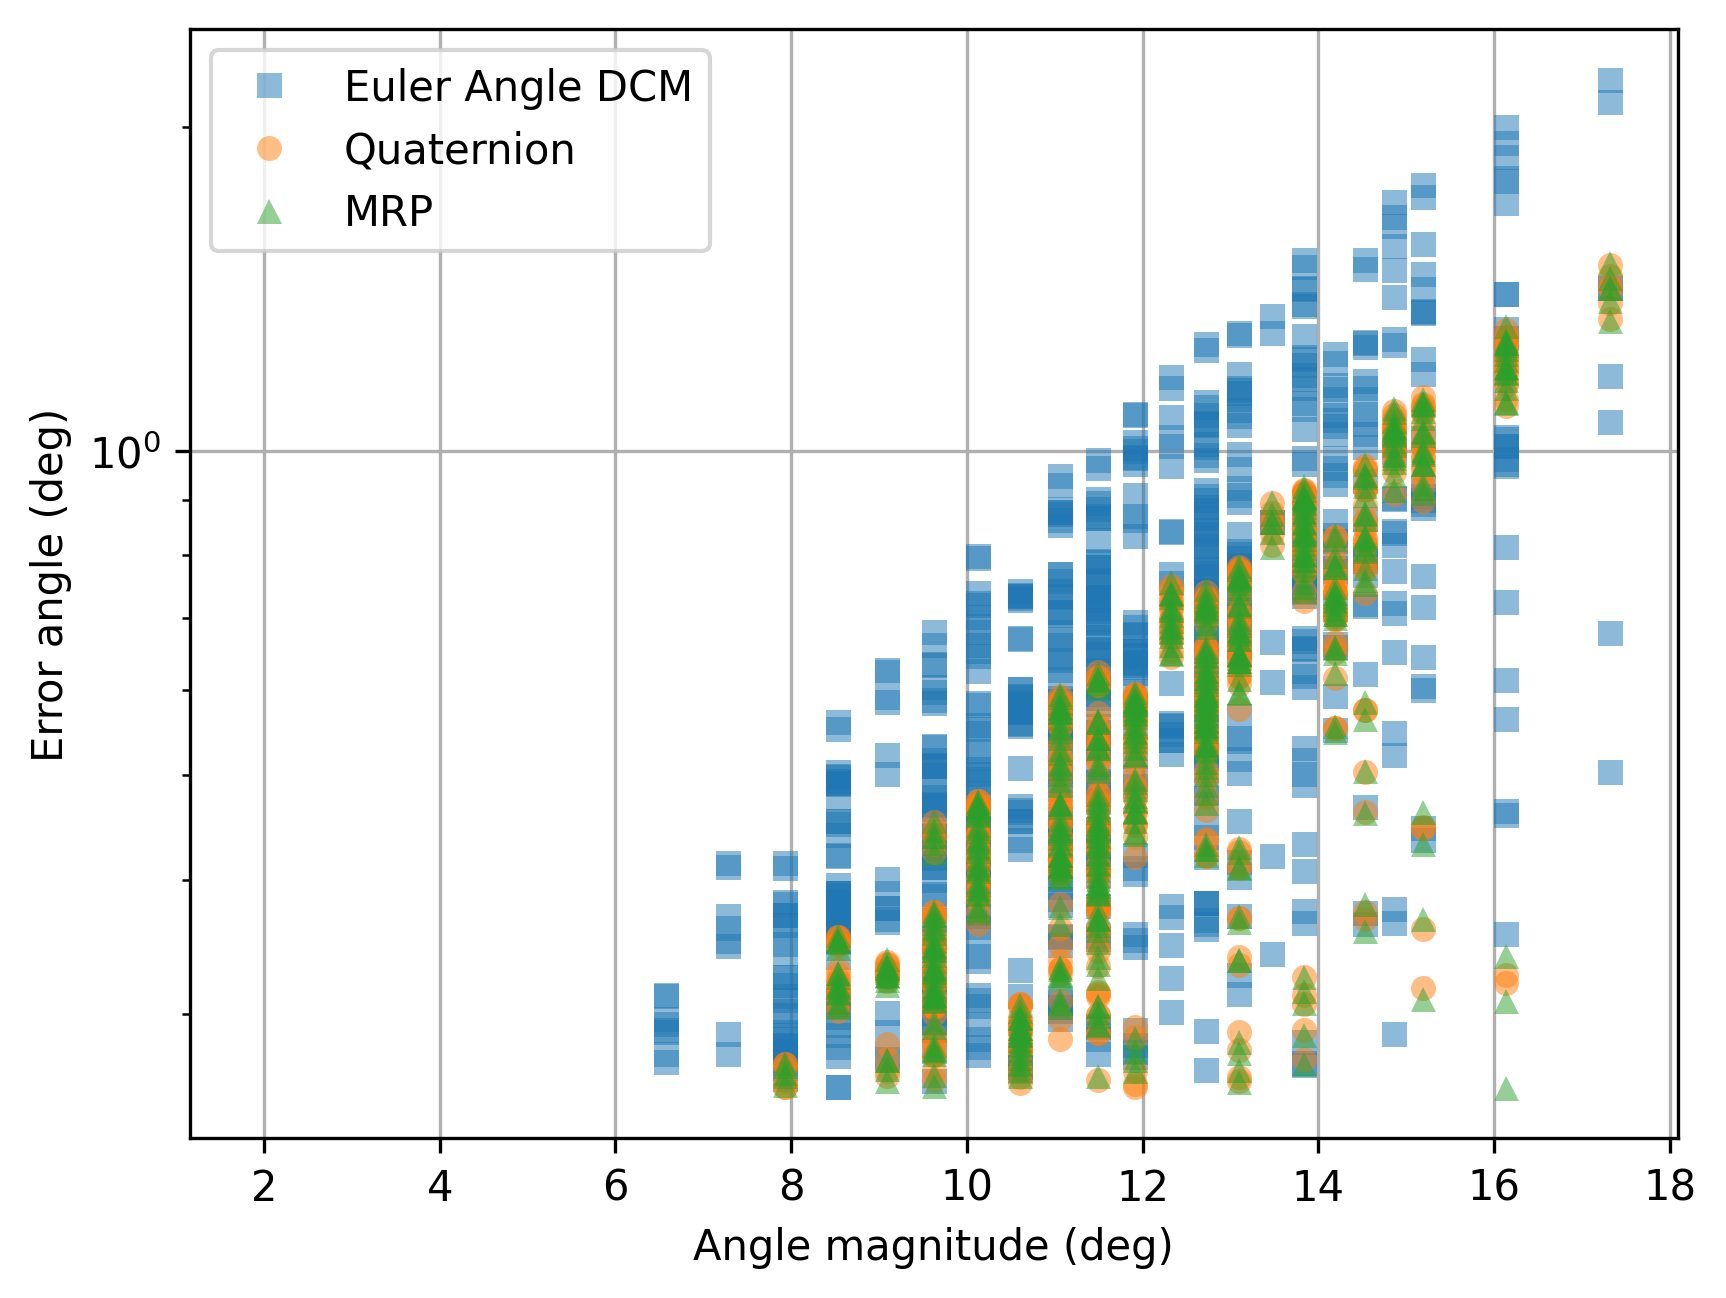 Euler Angle DCM
Quaternion
MRP
10⁰
Error angle (deg)
2 4 6 8 10 12 14 16 18
Angle magnitude (deg)